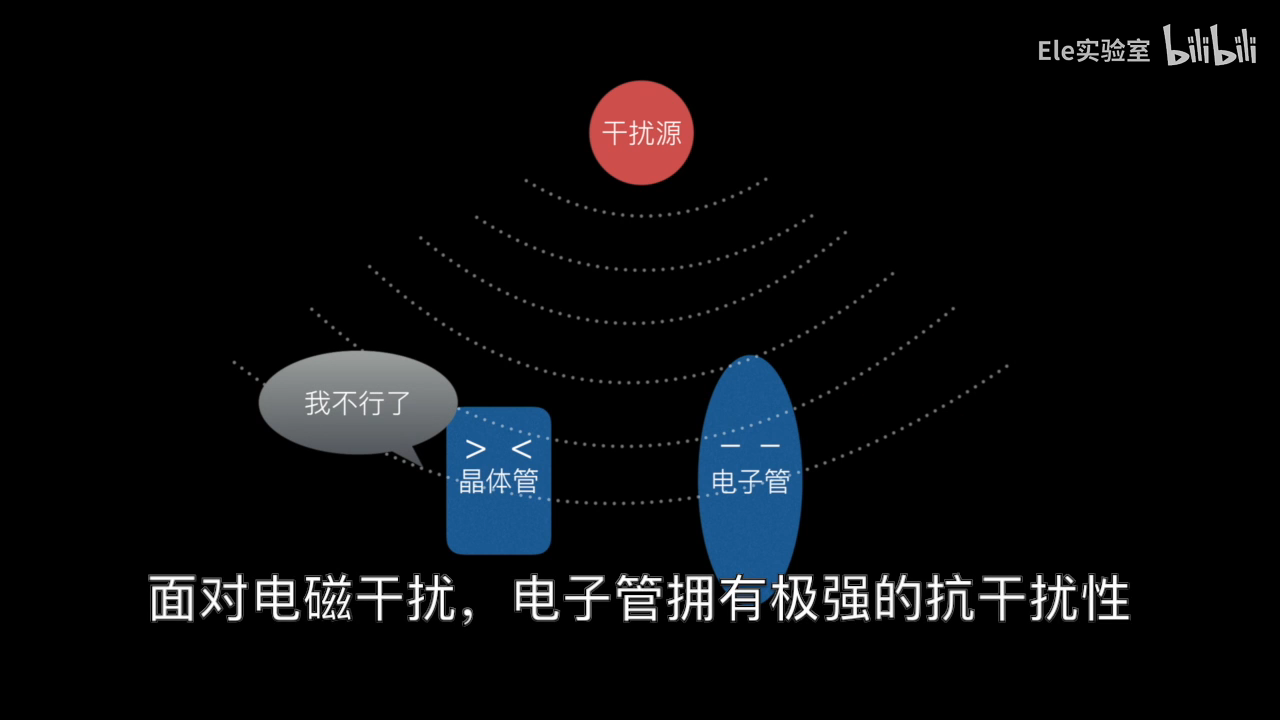 Ele实验室 bilibili
干扰源
我不行了
> <
晶体管
— —
电子管
面对电磁干扰，电子管拥有极强的抗干扰性